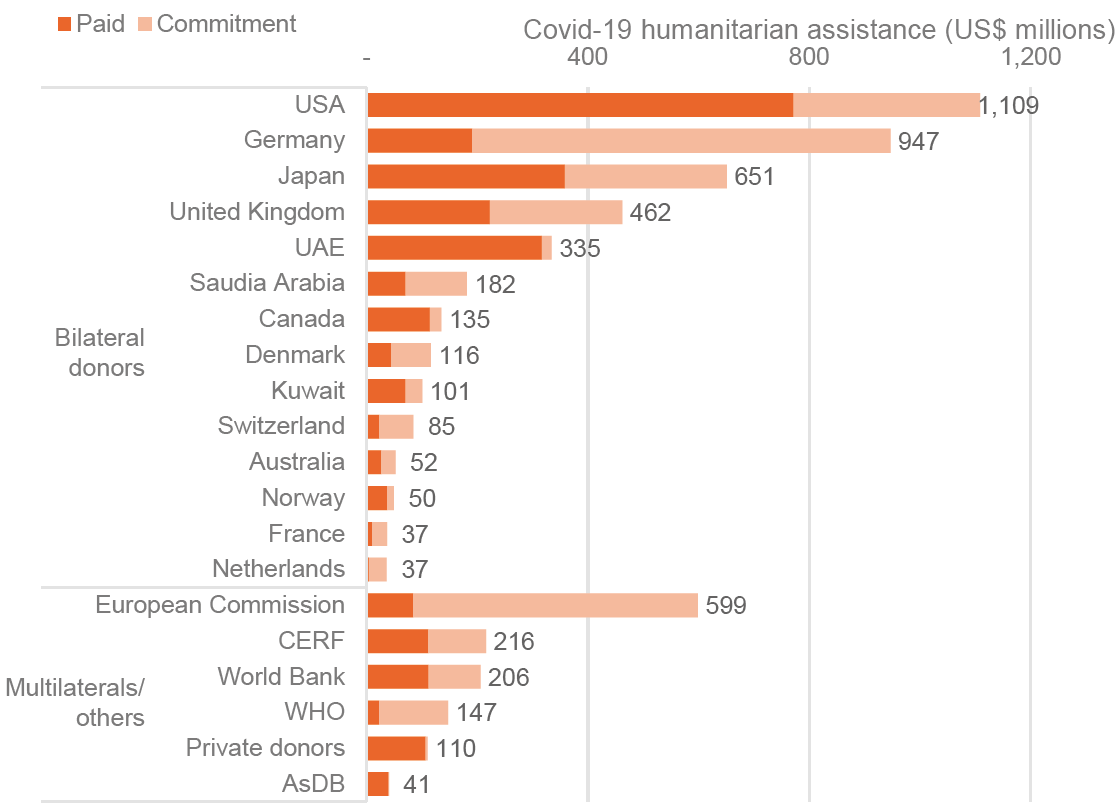 Paid Commitment
Covid-19 humanitarian assistance (US$ millions)
- 400 800 1,200
USA 1,109
Germany 947
Japan 651
United Kingdom 462
UAE 335
Saudia Arabia 182
Canada 135
Bilateral
donors
Denmark 116
Kuwait 101
Switzerland 85
Australia 52
Norway 50
France 37
Netherlands 37
European Commission 599
CERF 216
World Bank 206
Multilaterals/
others
WHO 147
Private donors 110
AsDB 41